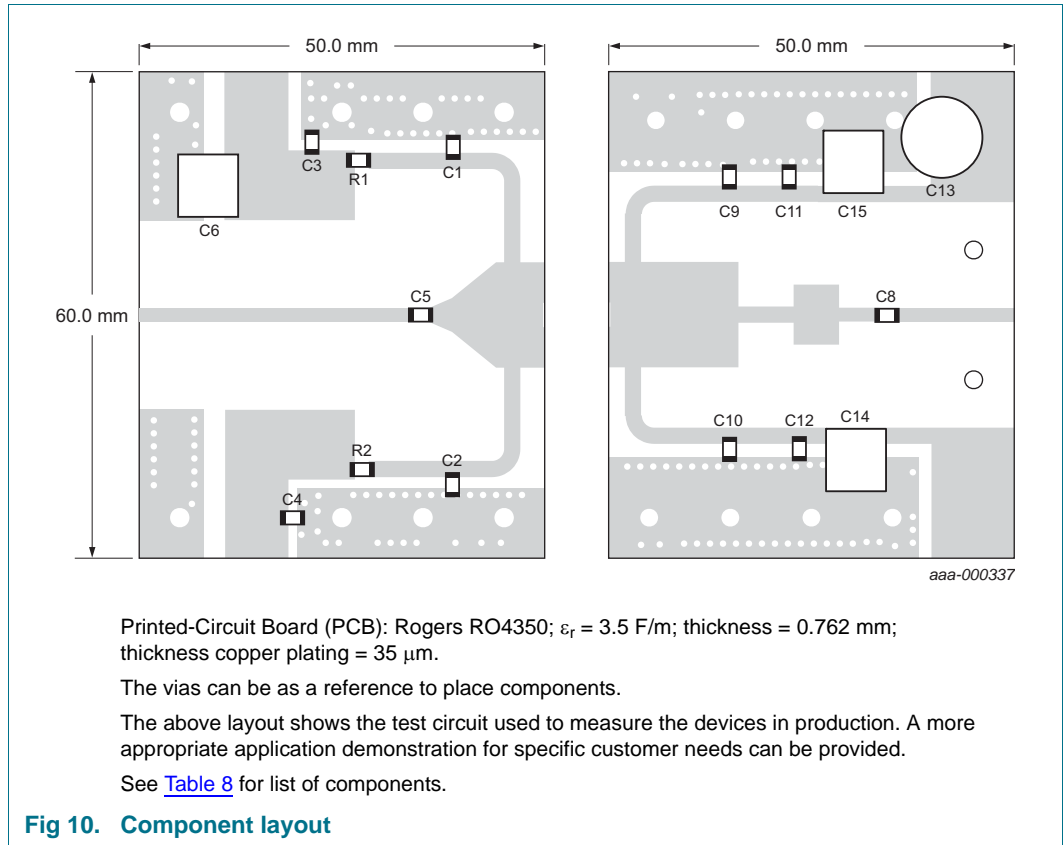 50.0 mm
50.0 mm
60.0 mm
C3
R1
C1
C6
C5
R2
C2
C4
C9
C11
C15
C13
C8
C10
C12
C14
aaa-000337
Printed-Circuit Board (PCB): Rogers RO4350; εr = 3.5 F/m; thickness = 0.762 mm;
thickness copper plating = 35 μm.
The vias can be as a reference to place components.
The above layout shows the test circuit used to measure the devices in production. A more
appropriate application demonstration for specific customer needs can be provided.
See Table 8 for list of components.
Fig 10. Component layout